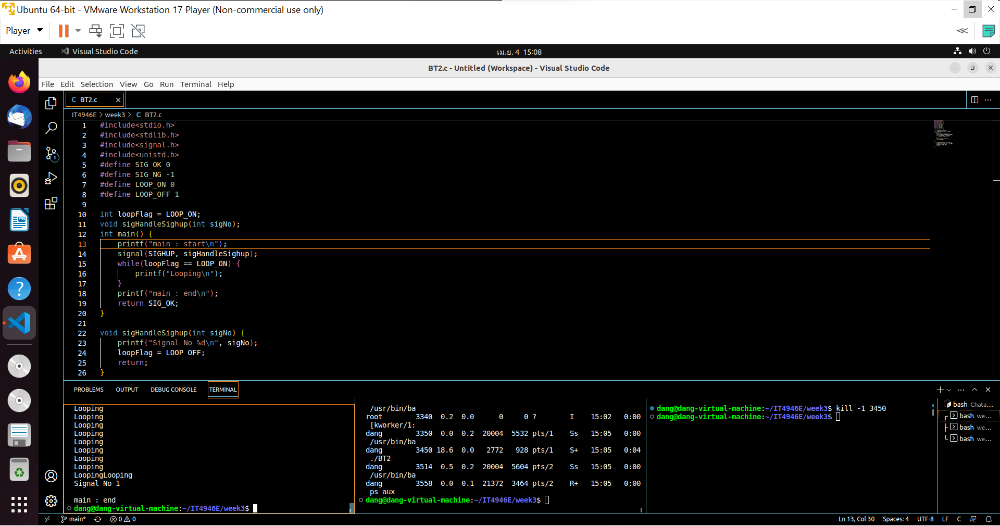 Ubuntu 64-bit - VMware Workstation 17 Player (Non-commercial use only)
Player
Activities
Visual Studio Code
เม.ย. 4 15:08
BT2.c - Untitled (Workspace) - Visual Studio Code
File Edit Selection View Go Run Terminal Help
C BT2.c
IT4946E > week3 > C BT2.c
1 #include<stdio.h>
2 #include<stdlib.h>
3 #include<signal.h>
4 #include<unistd.h>
5 #define SIG_OK 0
6 #define SIG_NG -1
7 #define LOOP_ON 0
8 #define LOOP_OFF 1
9
10 int loopFlag = LOOP_ON;
11 void sigHandleSighup(int sigNo);
12 int main() {
13 printf("main : start\n");
14 signal(SIGHUP, sigHandleSighup);
15 while(loopFlag == LOOP_ON) {
16 printf("Looping\n");
17 }
18 printf("main : end\n");
19 return SIG_OK;
20 }
21
22 void sigHandleSighup(int sigNo) {
23 printf("Signal No %d\n", sigNo);
24 loopFlag = LOOP_OFF;
25 return;
26 }
1
PROBLEMS OUTPUT DEBUG CONSOLE TERMINAL
Looping
Looping
Looping
Looping
Looping
Looping
Looping
Looping
LoopingLooping
Signal No 1
main : end
dang@dang-virtual-machine:~/IT4946E/week3$
/usr/bin/ba
root 3340 0.2 0.0 0 0 ? I 15:02 0:00
[kworker/1:
dang 3350 0.0 0.2 20004 5532 pts/1 Ss 15:05 0:00
/usr/bin/ba
dang 3450 18.6 0.0 2772 928 pts/1 S+ 15:05 0:04
./BT2
dang 3514 0.5 0.2 20004 5604 pts/2 Ss 15:05 0:00
/usr/bin/ba
dang 3558 0.0 0.1 21372 3464 pts/2 R+ 15:05 0:00
ps aux
dang@dang-virtual-machine:~/IT4946E/week3$
dang@dang-virtual-machine:~/IT4946E/week3$ kill -1 3450
dang@dang-virtual-machine:~/IT4946E/week3$
bash Chata...
bash we...
bash we...
bash we...
main* 0 0
Ln 13, Col 30 Spaces: 4 UTF-8 LF C